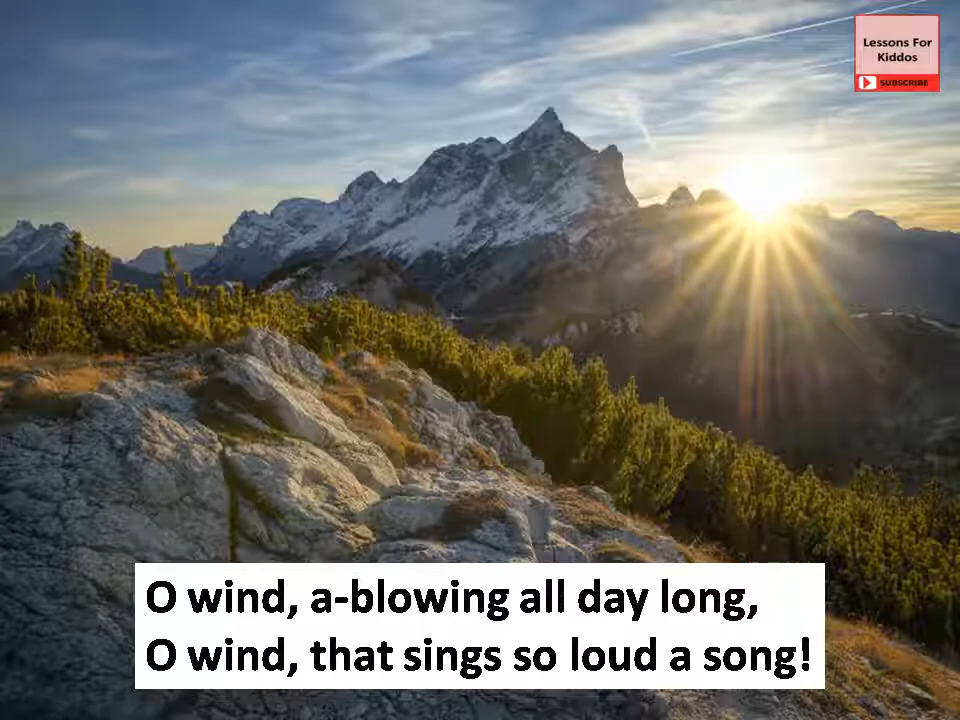 Lessons For
Kiddos
SUBSCRIBE
O wind, a-blowing all day long,
O wind, that sings so loud a song!